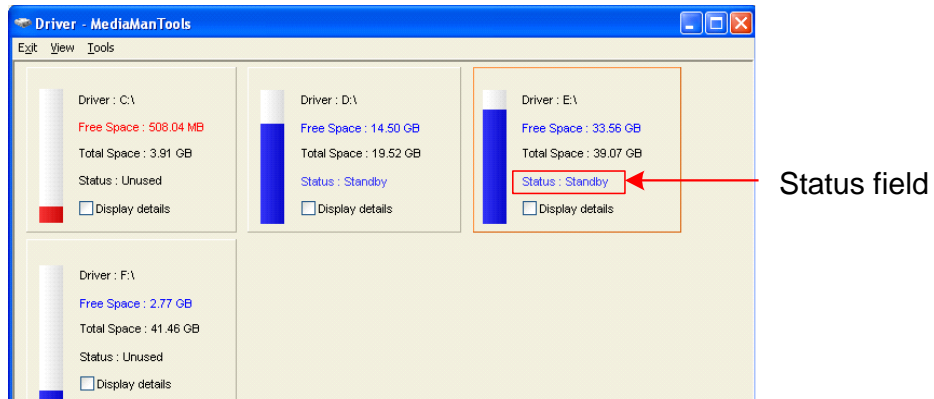 Driver - MediaManTools
Exit View Tools
Driver : C:\
Free Space : 508.04 MB
Total Space : 3.91 GB
Status : Unused
Display details
Driver : D:\
Free Space : 14.50 GB
Total Space : 19.52 GB
Status : Standby
Display details
Driver : E:\
Free Space : 33.56 GB
Total Space : 39.07 GB
Status : Standby
Display details
Status field
Driver : F:\
Free Space : 2.77 GB
Total Space : 41.46 GB
Status : Unused
Display details